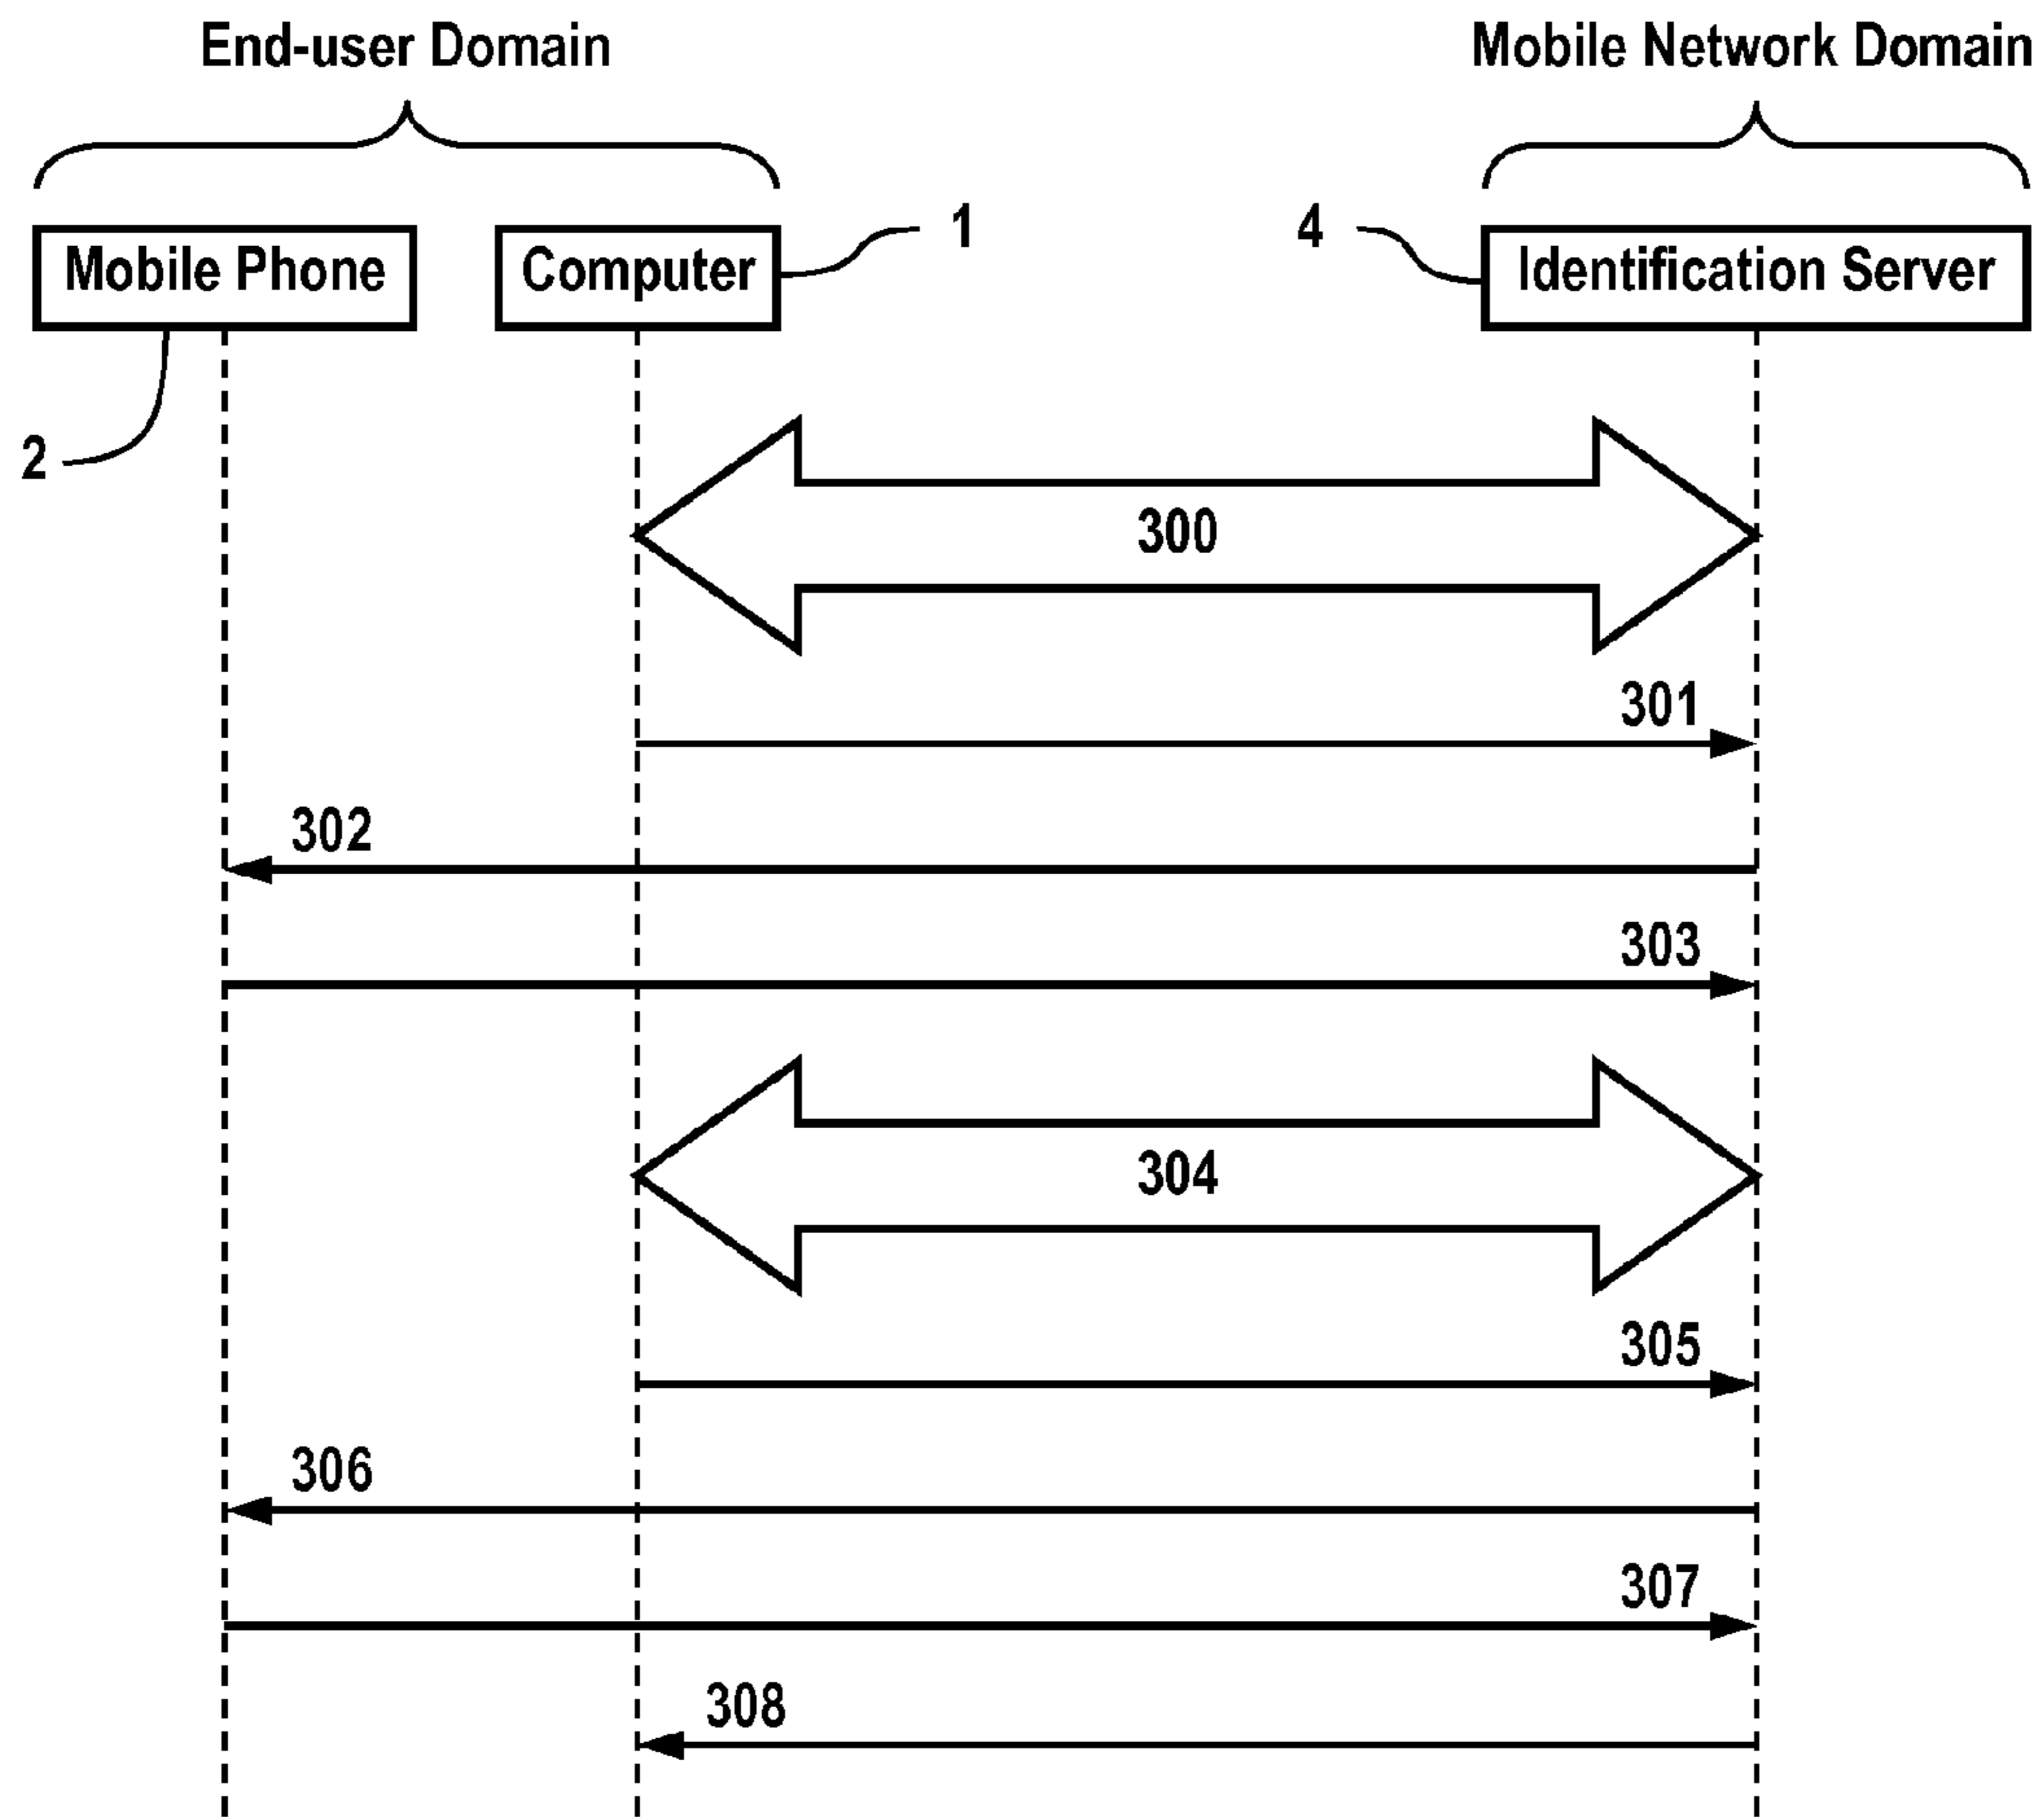 End-user Domain
Mobile Network Domain
Mobile Phone
Computer
1
4
Identification Server
2
300
301
302
303
304
305
306
307
308